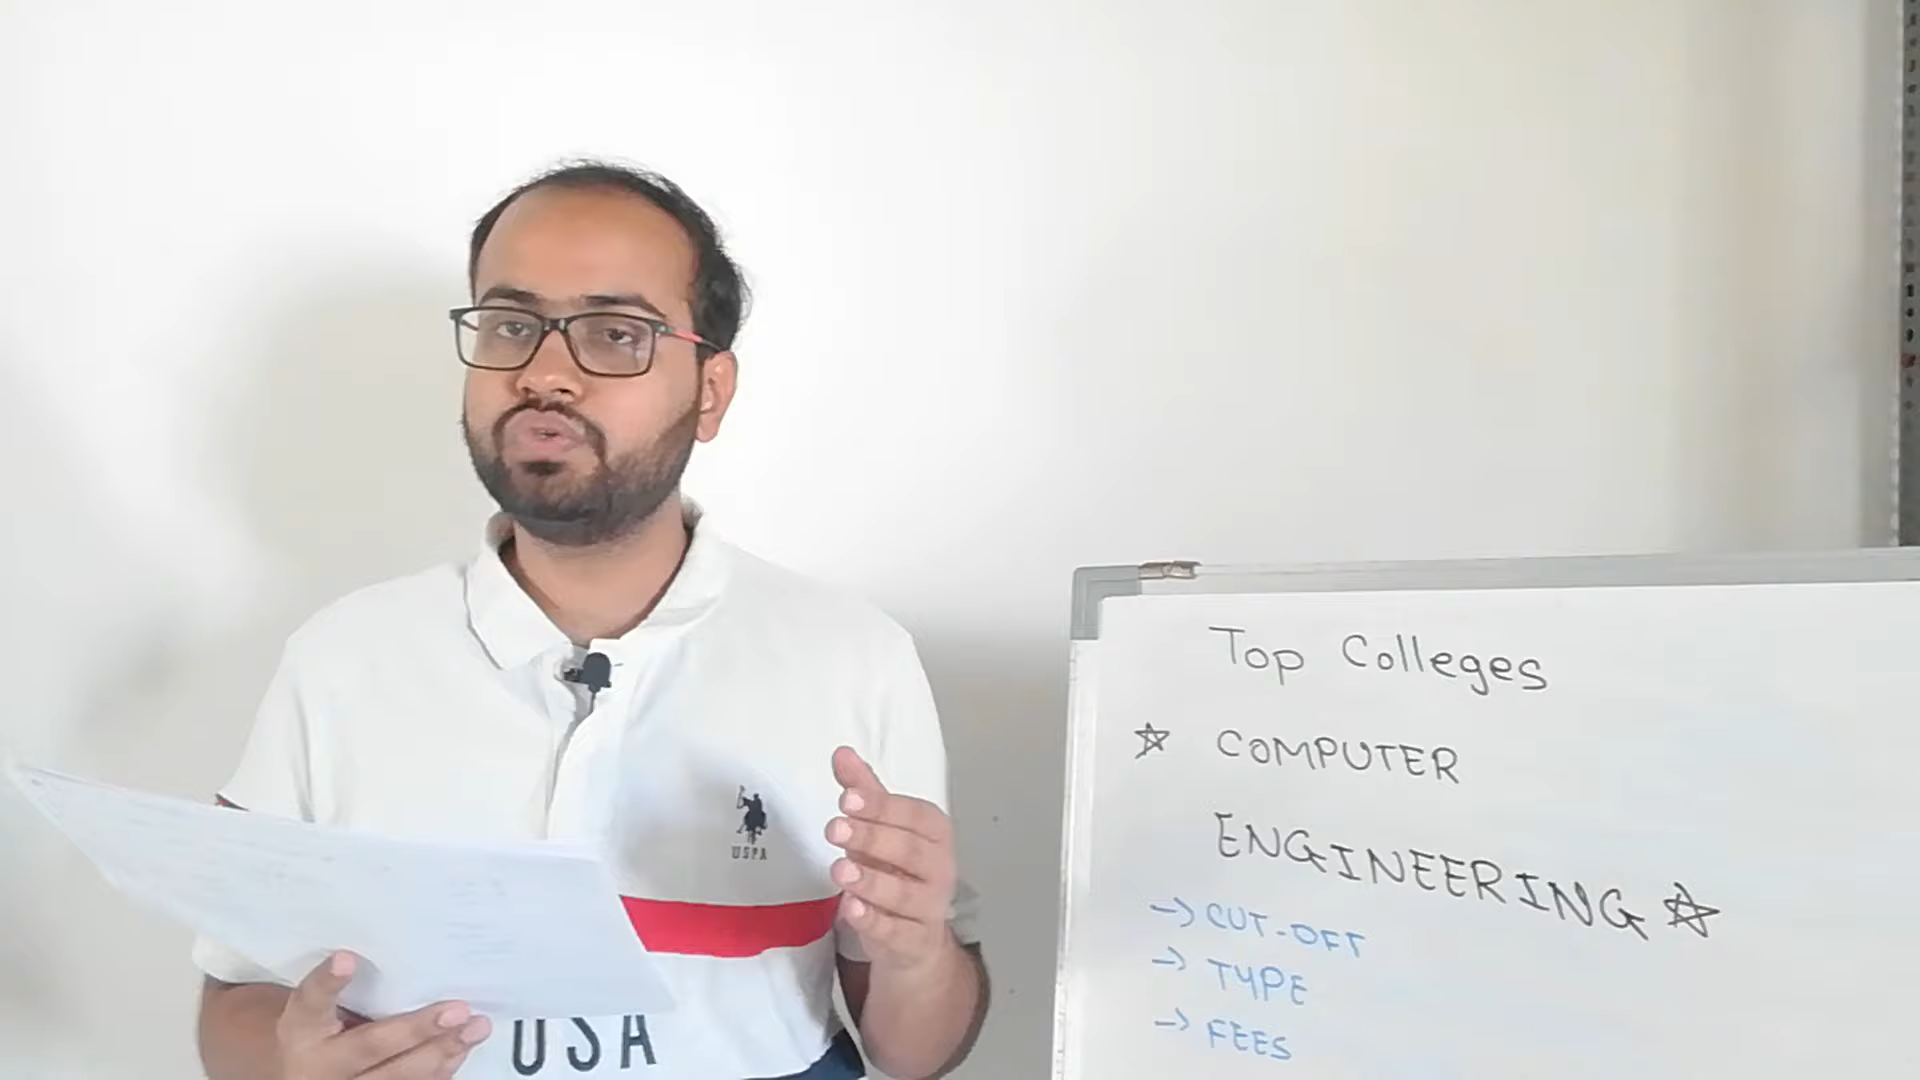 USPA
USA
Top Colleges
☆ COMPUTER
ENGINEERING ☆
→ CUT-OFF
→ TYPE
→ FEES